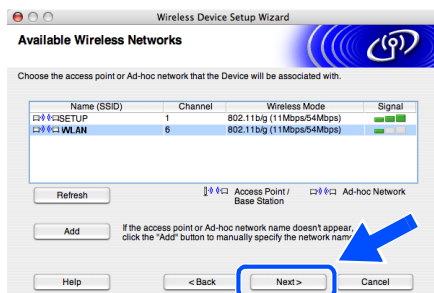 Wireless Device Setup Wizard
Available Wireless Networks
Choose the access point or Ad-hoc network that the Device will be associated with.
Name (SSID) Channel Wireless Mode Signal
SETUP 1 802.11b/g (11Mbps/54Mbps)
WLAN 6 802.11b/g (11Mbps/54Mbps)
Refresh Access Point / Ad-hoc Network
Base Station
Add If the access point or Ad-hoc network name doesn't appear,
click the "Add" button to manually specify the network name
Help < Back Next > Cancel